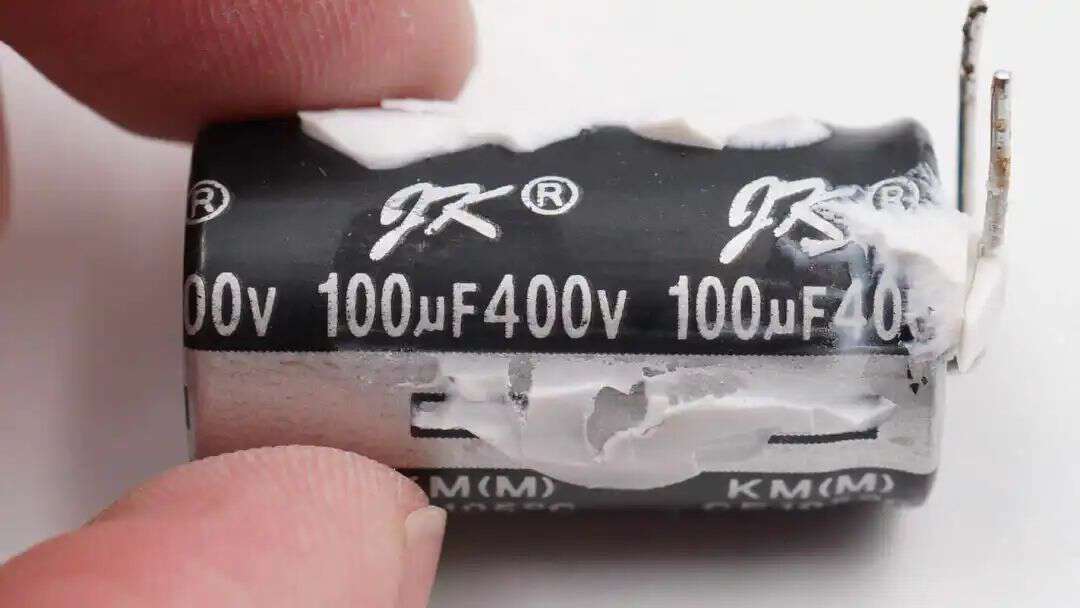 ® JK ® JK ®
00V 100µF400V 100µF40
KM(M) KM(M)